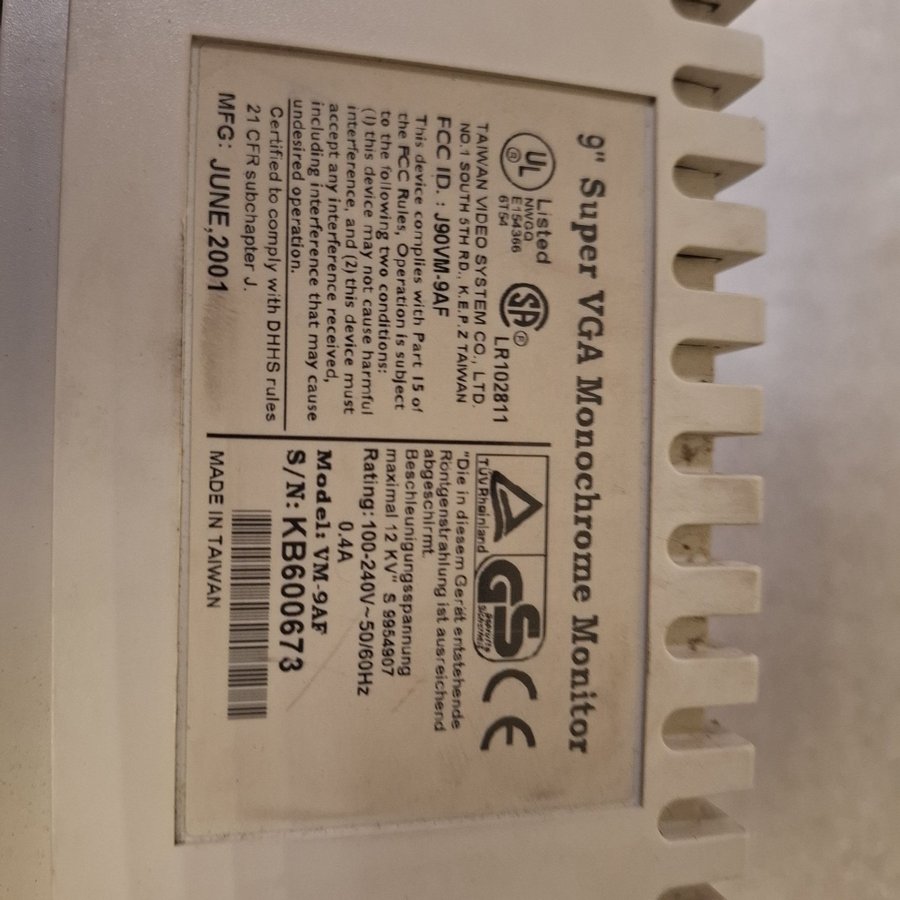 9" Super VGA Monochrome Monitor
UL
®
Listed
NWGQ
E154366
6T54
SA
®
LR102811
TAIWAN VIDEO SYSTEM CO., LTD.
NO.1 SOUTH 5TH RD., K.E.P.Z TAIWAN
FCC ID. : J90VM-9AF
This device complies with Part 15 of
the FCC Rules, Operation is subject
to the following two conditions:
(1) this device may not cause harmful
interference, and (2) this device must
accept any interference received,
including interference that may cause
undesired operation.
Certified to comply with DHHS rules
21 CFR subchapter J.
MFG: JUNE,2001
TÜV Rheinland
GS
geprüfte
Sicherheit
CE
"Die in diesem Gerät entstehende
Röntgenstrahlung ist ausreichend
abgeschirmt.
Beschleunigungsspannung
maximal 12 KV" S 9954907
Rating: 100-240V~50/60Hz
0.4A
Model: VM-9AF
S/N: KB600673
MADE IN TAIWAN